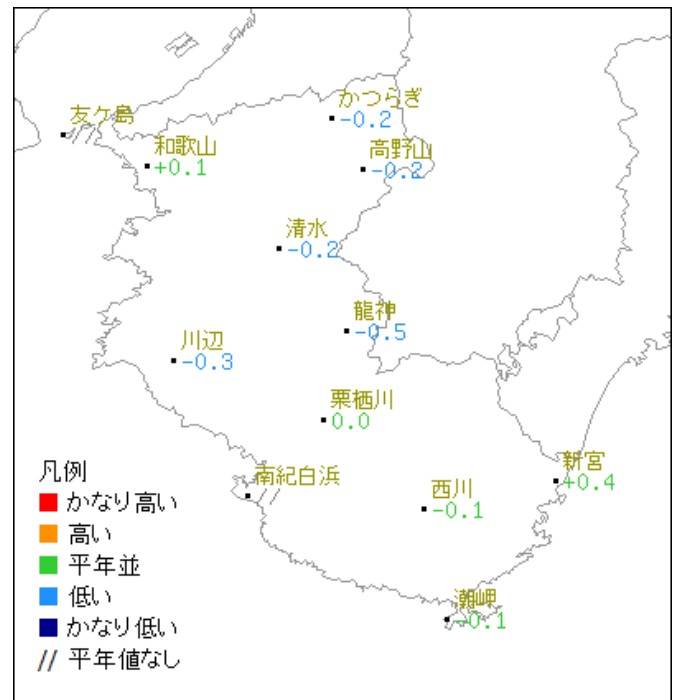 かつらぎ
-0.2
友ケ島
//
和歌山
+0.1
高野山
-0.2
清水
-0.2
龍神
-0.5
川辺
-0.3
栗栖川
0.0
新宮
+0.4
南紀白浜
//
西川
-0.1
潮岬
-0.1
凡例
かなり高い
高い
平年並
低い
かなり低い
// 平年値なし